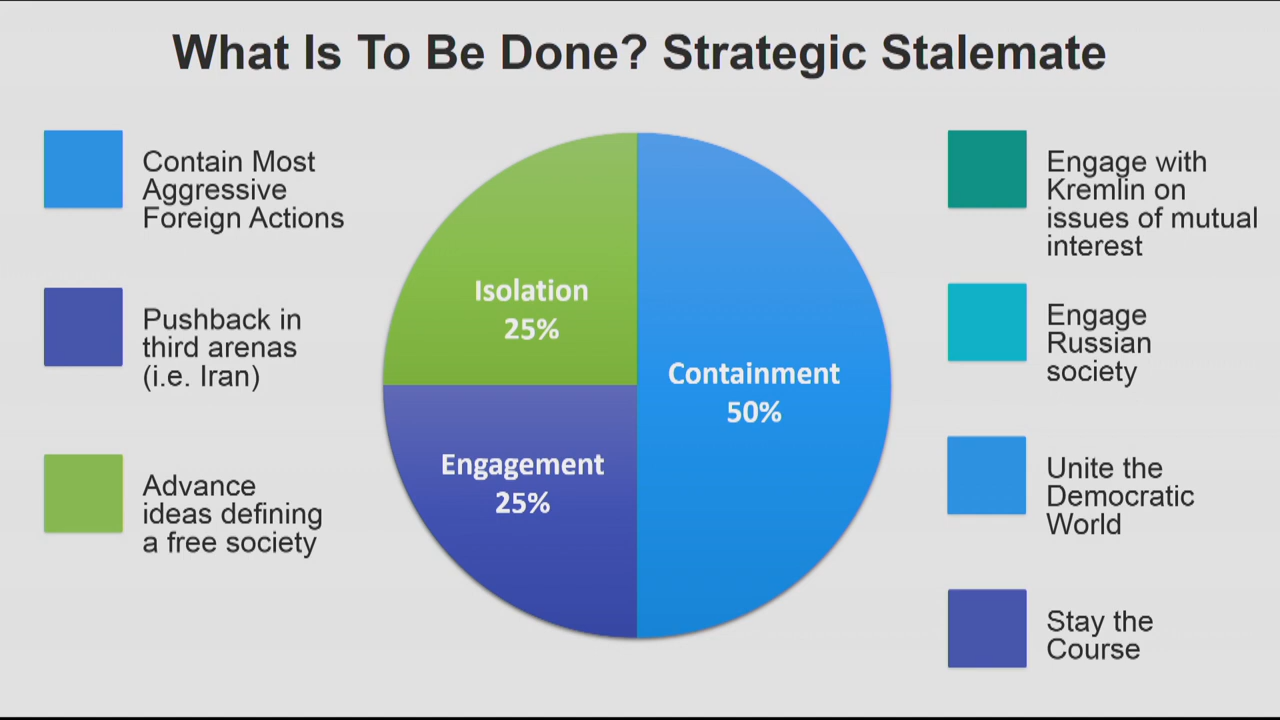 What Is To Be Done? Strategic Stalemate
Contain Most
Aggressive
Foreign Actions
Pushback in
third arenas
(i.e. Iran)
Advance
ideas defining
a free society
Isolation
25%
Containment
50%
Engagement
25%
Engage with
Kremlin on
issues of mutual
interest
Engage
Russian
society
Unite the
Democratic
World
Stay the
Course